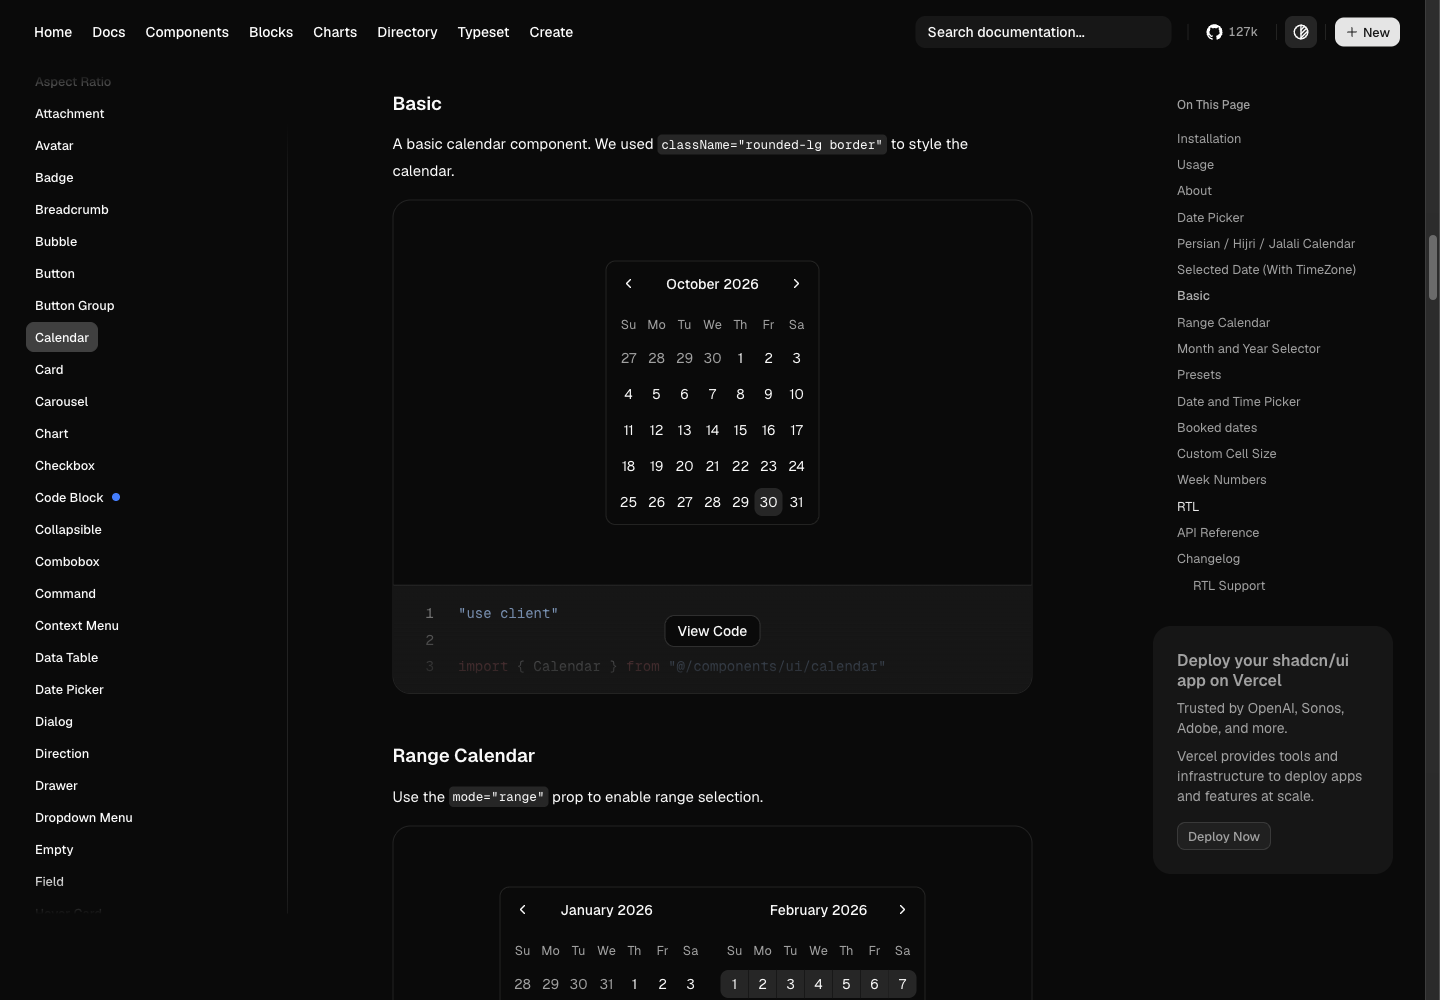 Home Docs Components Blocks Charts Directory Typeset Create
Search documentation...
127k
New
Aspect Ratio
Attachment
Avatar
Badge
Breadcrumb
Bubble
Button
Button Group
Calendar
Card
Carousel
Chart
Checkbox
Code Block
Collapsible
Combobox
Command
Context Menu
Data Table
Date Picker
Dialog
Direction
Drawer
Dropdown Menu
Empty
Field
Hover Card
Basic
A basic calendar component. We used className="rounded-lg border" to style the
calendar.
October 2026
Su Mo Tu We Th Fr Sa
27 28 29 30 1 2 3
4 5 6 7 8 9 10
11 12 13 14 15 16 17
18 19 20 21 22 23 24
25 26 27 28 29 30 31
1 "use client"
2
3 import { Calendar } from "@/components/ui/calendar"
View Code
Range Calendar
Use the mode="range" prop to enable range selection.
January 2026
Su Mo Tu We Th Fr Sa
28 29 30 31 1 2 3
February 2026
Su Mo Tu We Th Fr Sa
1 2 3 4 5 6 7
On This Page
Installation
Usage
About
Date Picker
Persian / Hijri / Jalali Calendar
Selected Date (With TimeZone)
Basic
Range Calendar
Month and Year Selector
Presets
Date and Time Picker
Booked dates
Custom Cell Size
Week Numbers
RTL
API Reference
Changelog
RTL Support
Deploy your shadcn/ui
app on Vercel
Trusted by OpenAI, Sonos,
Adobe, and more.
Vercel provides tools and
infrastructure to deploy apps
and features at scale.
Deploy Now